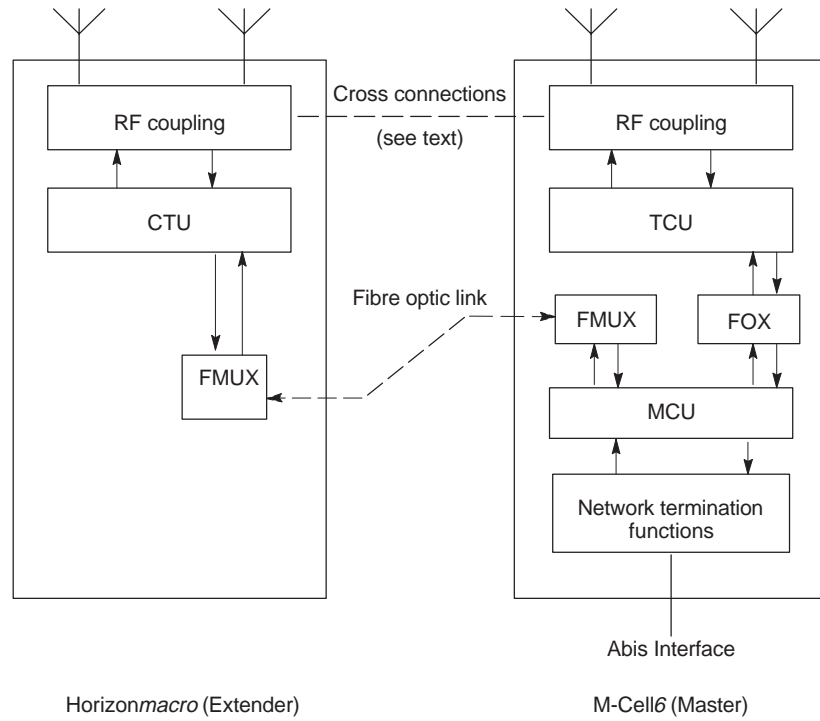 Cross connections
(see text)
RF coupling
RF coupling
CTU
TCU
Fibre optic link
FMUX
FOX
FMUX
MCU
Network termination
functions
Abis Interface
Horizonmacro (Extender)
M-Cell6 (Master)